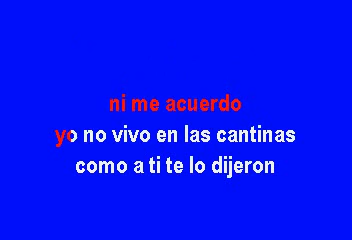 ni me acuerdo
yo no vivo en las cantinas
como a ti te lo dijeron